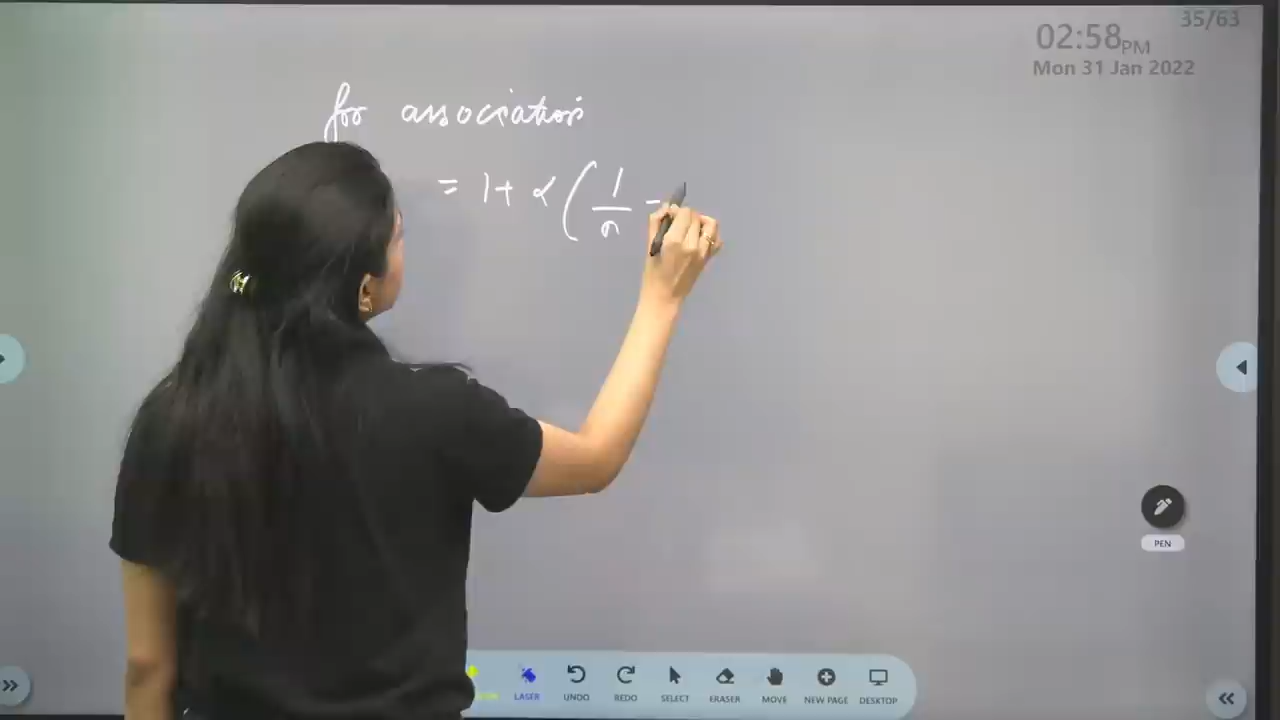 35/63
02:58PM
Mon 31 Jan 2022
for association
= 1 + α ( 1/n -
PEN
LASER UNDO REDO SELECT ERASER MOVE NEW PAGE DESKTOP